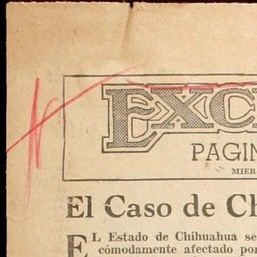 EXC
PAGIN
MIER
El Caso de Ch
EL Estado de Chihuahua se
cómodamente afectado por